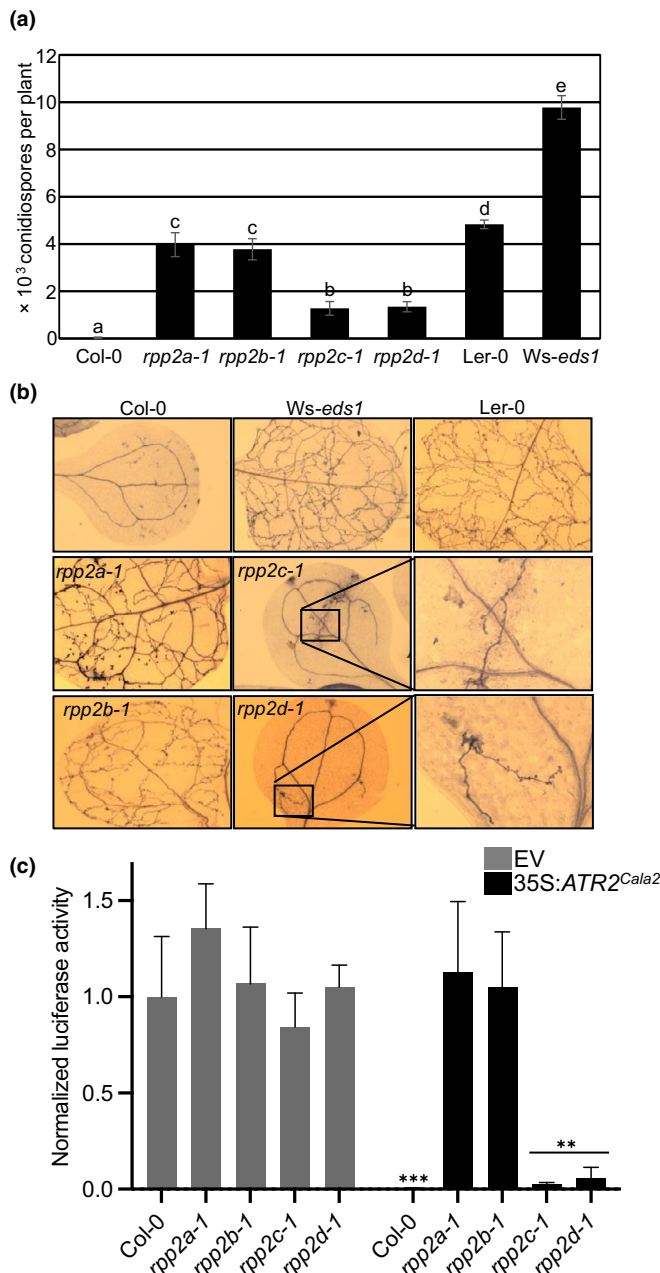 (a)
× 10³ conidiospores per plant
12
10
8
6
4
2
0
a
c
c
b
b
d
e
Col-0 rpp2a-1 rpp2b-1 rpp2c-1 rpp2d-1 Ler-0 Ws-eds1
(b)
Col-0 Ws-eds1 Ler-0
rpp2a-1 rpp2c-1
rpp2b-1 rpp2d-1
(c)
EV
35S:ATR2^Cala2
Normalized luciferase activity
1.5
1.0
0.5
0.0
***
**
Col-0 rpp2a-1 rpp2b-1 rpp2c-1 rpp2d-1 Col-0 rpp2a-1 rpp2b-1 rpp2c-1 rpp2d-1